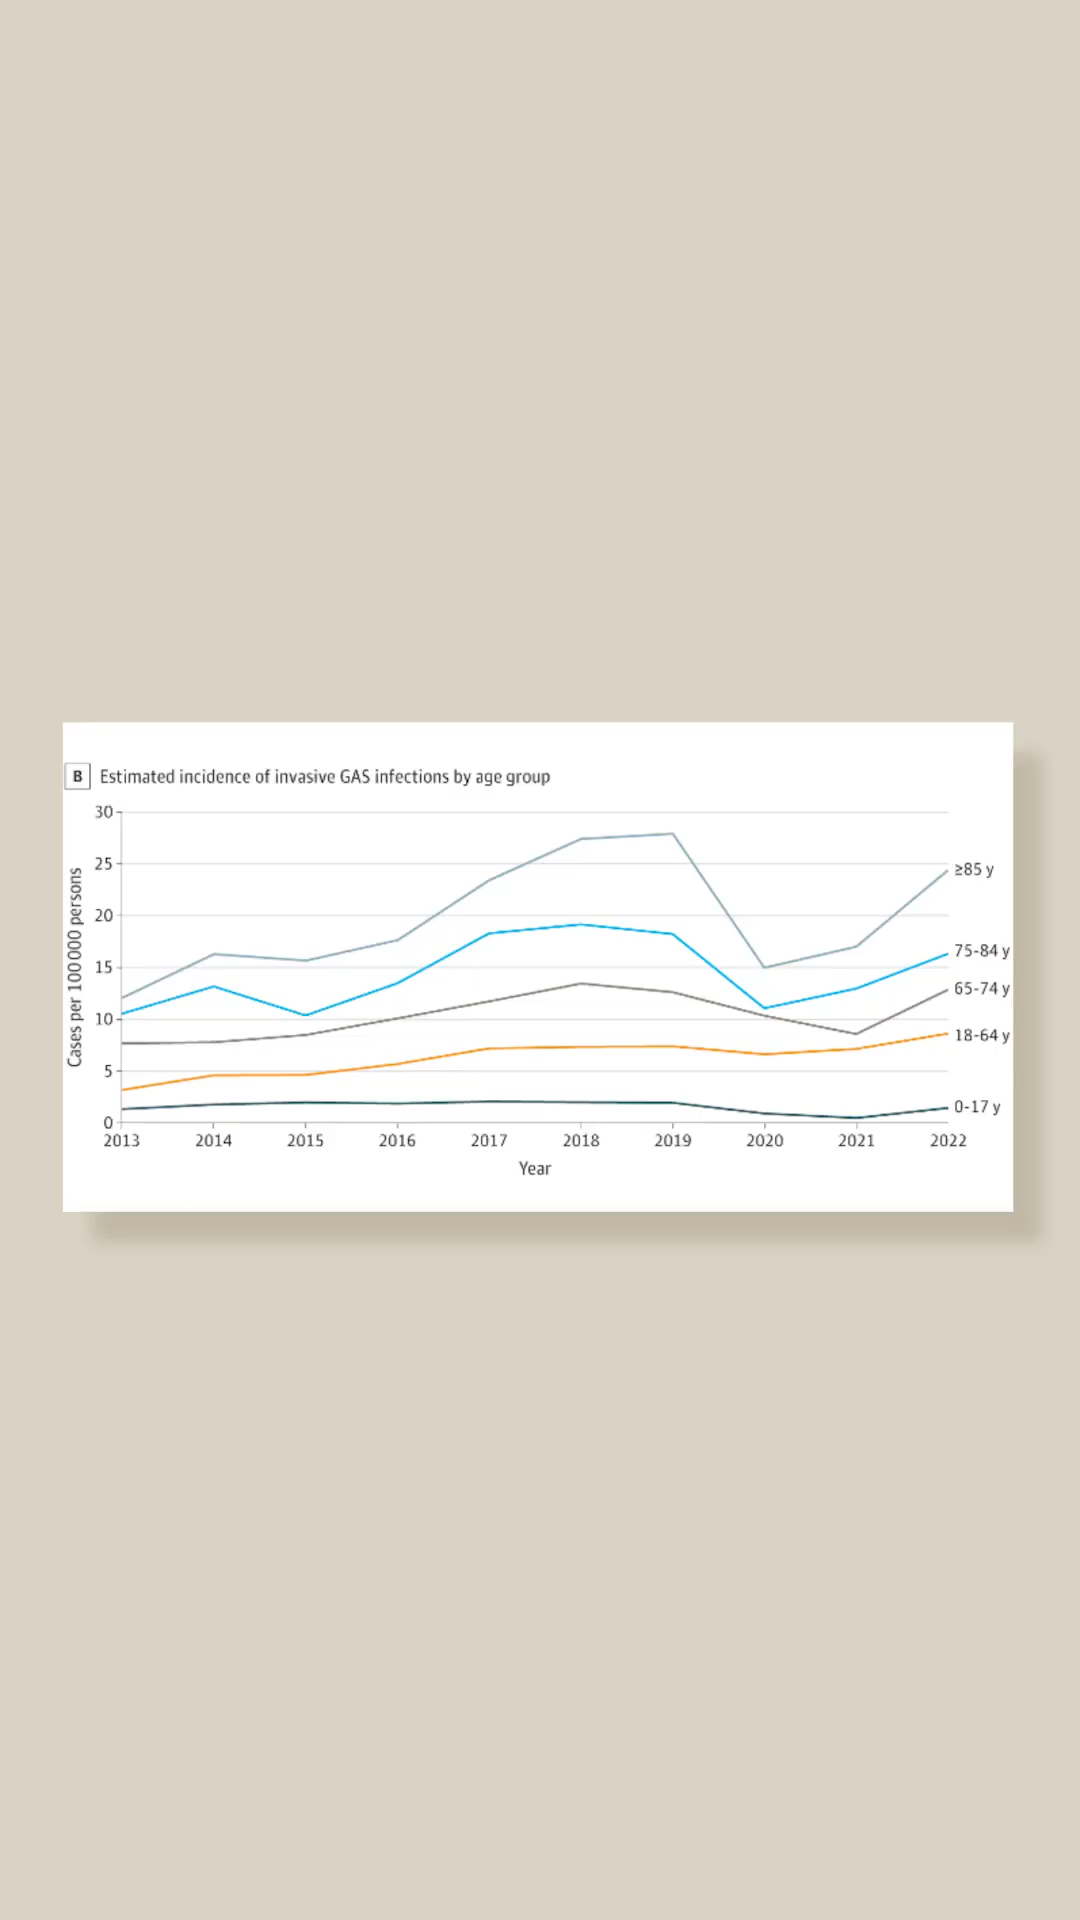 B Estimated incidence of invasive GAS infections by age group
30
25
20
15
10
5
0
Cases per 100 000 persons
≥85 y
75-84 y
65-74 y
18-64 y
0-17 y
2013 2014 2015 2016 2017 2018 2019 2020 2021 2022
Year